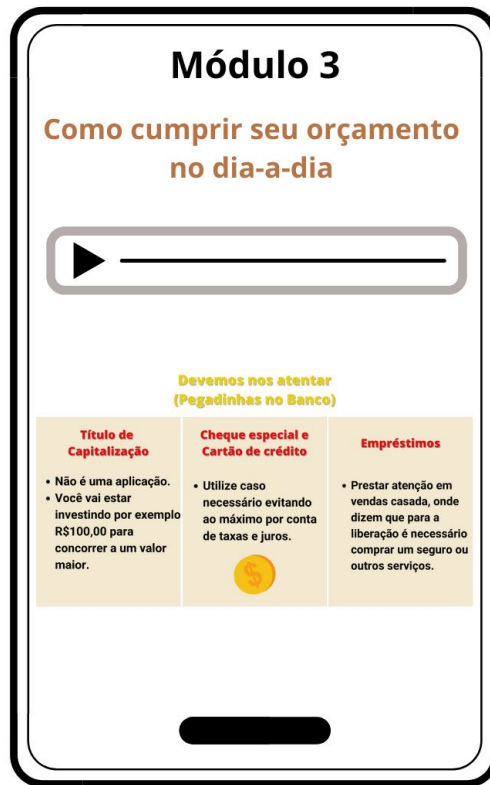 Módulo 3
Como cumprir seu orçamento
no dia-a-dia
Devemos nos atentar
(Pegadinhas no Banco)
Título de
Capitalização
• Não é uma aplicação.
• Você vai estar
investindo por exemplo
R$100,00 para
concorrer a um valor
maior.
Cheque especial e
Cartão de crédito
• Utilize caso
necessário evitando
ao máximo por conta
de taxas e juros.
$
Empréstimos
• Prestar atenção em
vendas casada, onde
dizem que para a
liberação é necessário
comprar um seguro ou
outros serviços.